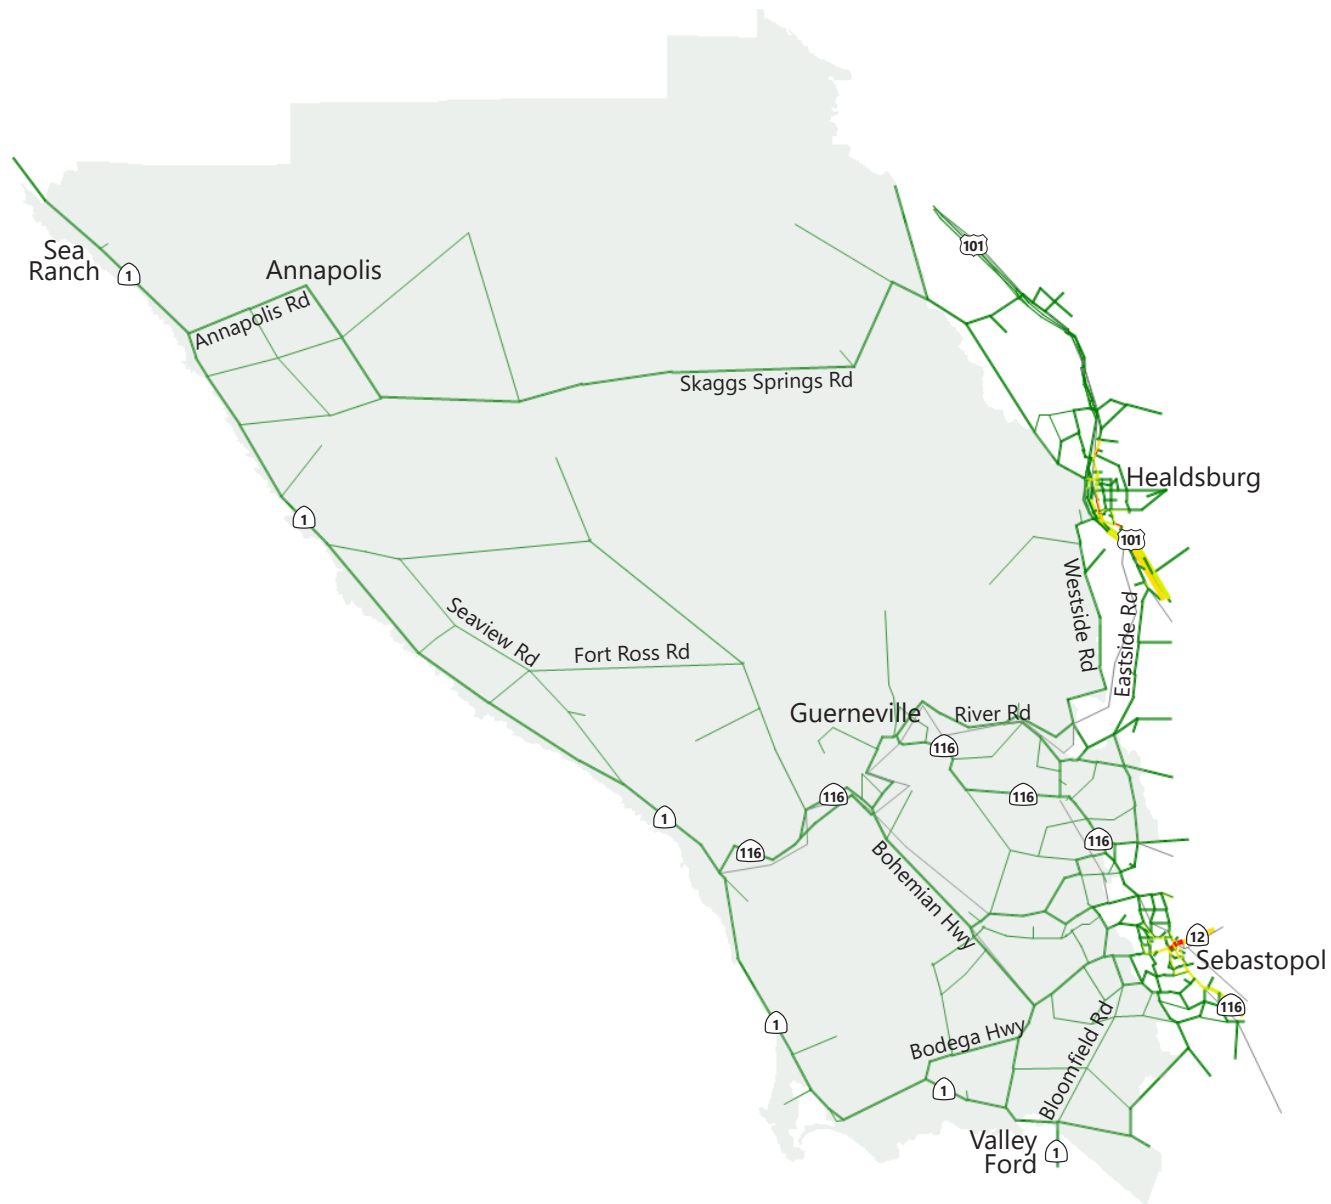 101
Sea
Ranch
1
Annapolis
Annapolis Rd
Skaggs Springs Rd
Healdsburg
1
101
Westside Rd
Eastside Rd
Seaview Rd
Fort Ross Rd
Guerneville
River Rd
116
116
116
1
116
116
Bohemian Hwy
12
Sebastopol
116
1
Bodega Hwy
Bloomfield Rd
1
Valley
Ford
1